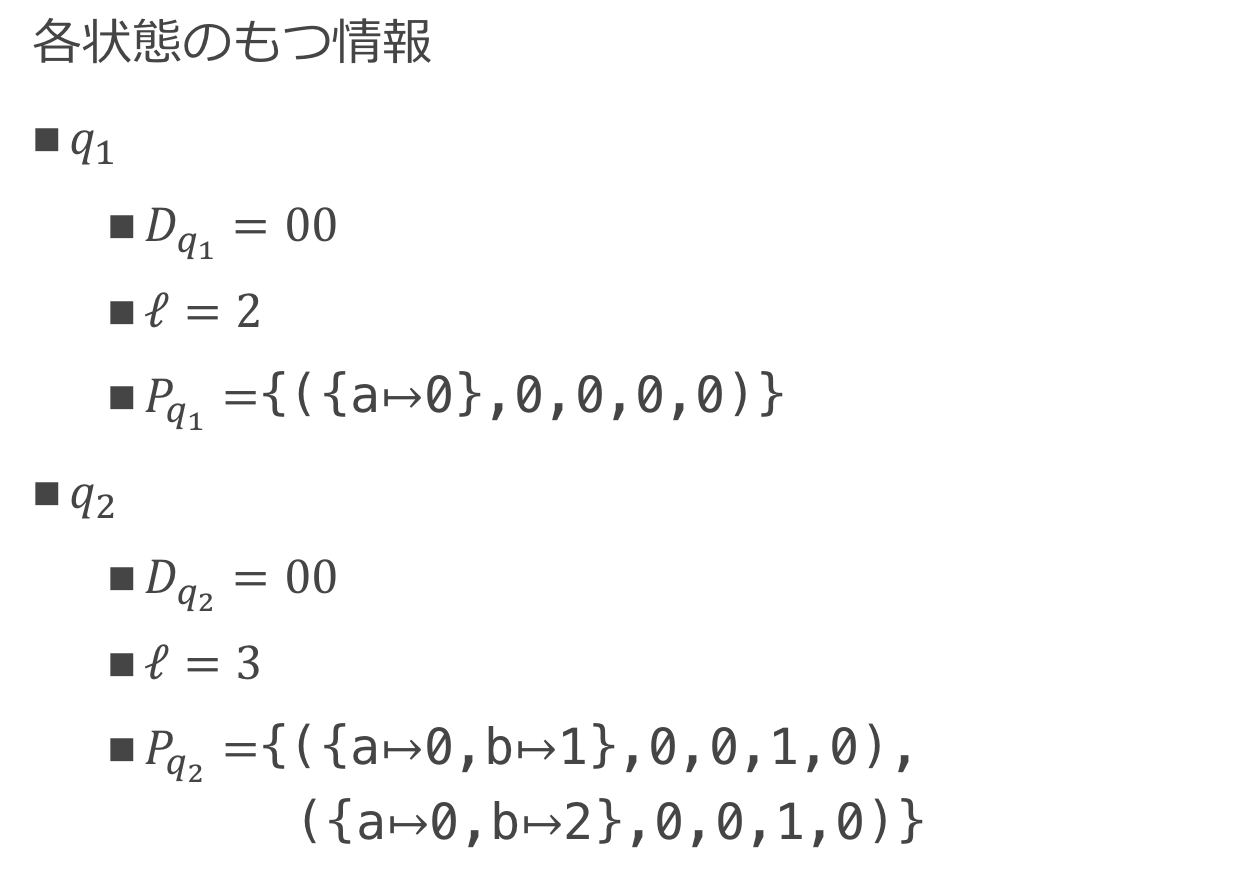 各状態のもつ情報
■ q₁
■ D_{q₁} = 00
■ ℓ = 2
■ P_{q₁} ={({a↦0},0,0,0,0)}
■ q₂
■ D_{q₂} = 00
■ ℓ = 3
■ P_{q₂} ={({a↦0,b↦1},0,0,1,0),
({a↦0,b↦2},0,0,1,0)}